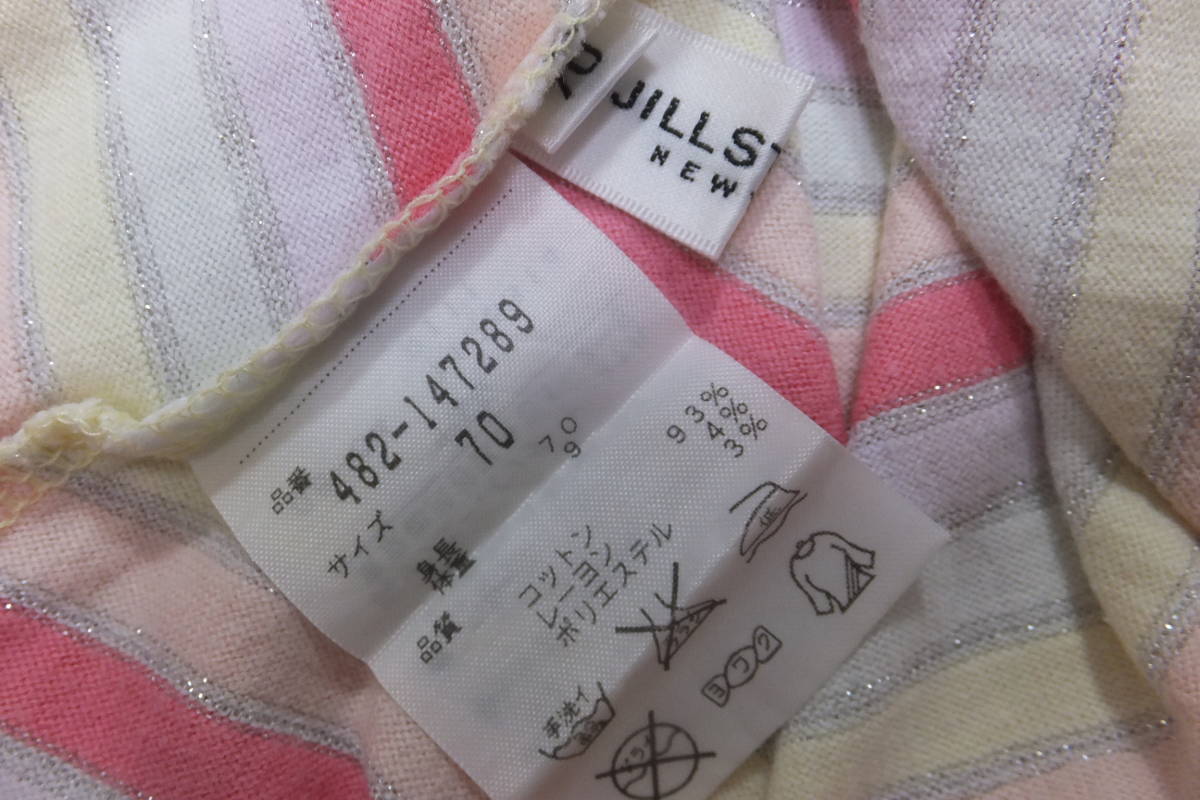 JILLS
NEW
品番 482-147289
サイズ 70
身長 70
体重 9
品質
コットン 93%
レーヨン 4%
ポリエステル 3%
手洗イ
ヨワク